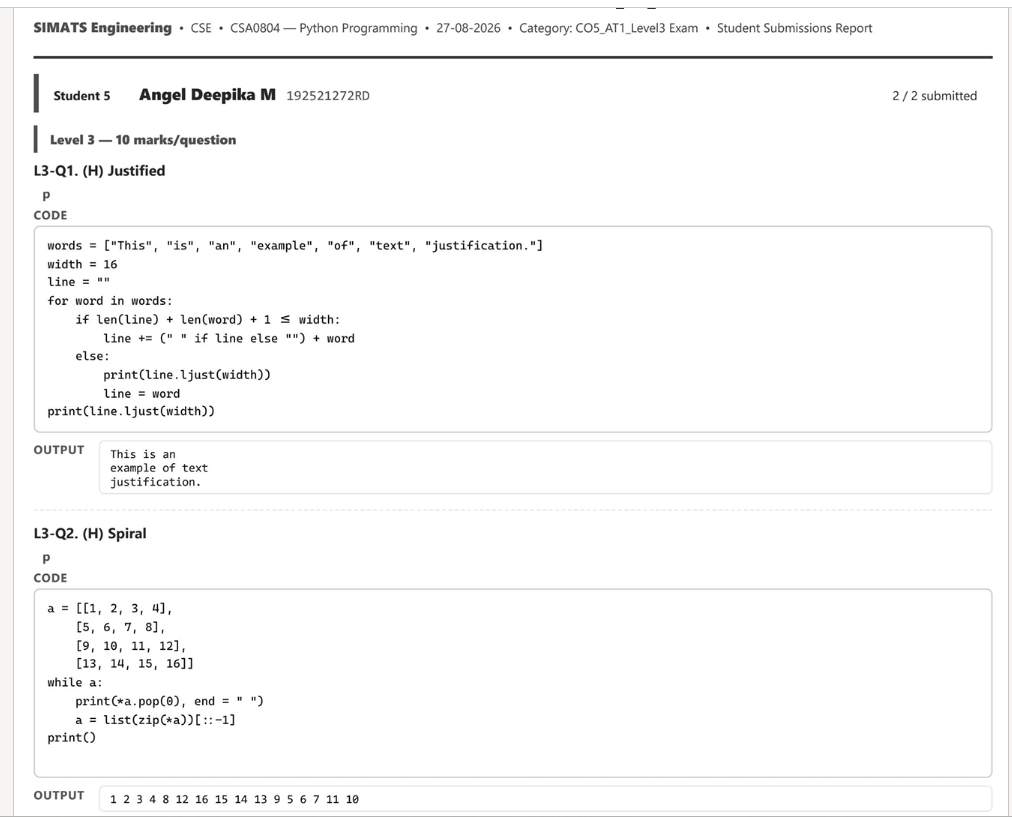 SIMATS Engineering • CSE • CSA0804 — Python Programming • 27-08-2026 • Category: CO5_AT1_Level3 Exam • Student Submissions Report
Student 5 Angel Deepika M 192521272RD 2 / 2 submitted
Level 3 — 10 marks/question
L3-Q1. (H) Justified
p
CODE
words = ["This", "is", "an", "example", "of", "text", "justification."]
width = 16
line = ""
for word in words:
    if len(line) + len(word) + 1 ≤ width:
        line += (" " if line else "") + word
    else:
        print(line.ljust(width))
        line = word
print(line.ljust(width))
OUTPUT
This is an
example of text
justification.
L3-Q2. (H) Spiral
p
CODE
a = [[1, 2, 3, 4],
    [5, 6, 7, 8],
    [9, 10, 11, 12],
    [13, 14, 15, 16]]
while a:
    print(*a.pop(0), end = " ")
    a = list(zip(*a))[::-1]
print()
OUTPUT 1 2 3 4 8 12 16 15 14 13 9 5 6 7 11 10